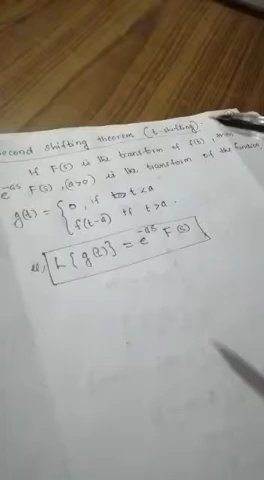 Second shifting theorem (t-shifting).
If F(s) is the transform of f(t), then
e^{-as} F(s), (a>0) is the transform of the function,
g(t) = { 0, if t < a
f(t-a) if t > a.
L{g(t)} = e^{-as} F(s)